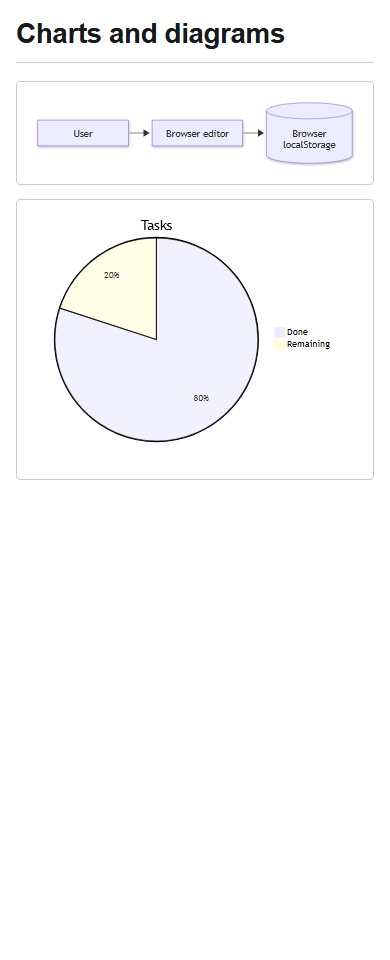 Charts and diagrams
User
Browser editor
Browser
localStorage
Tasks
20%
80%
Done
Remaining